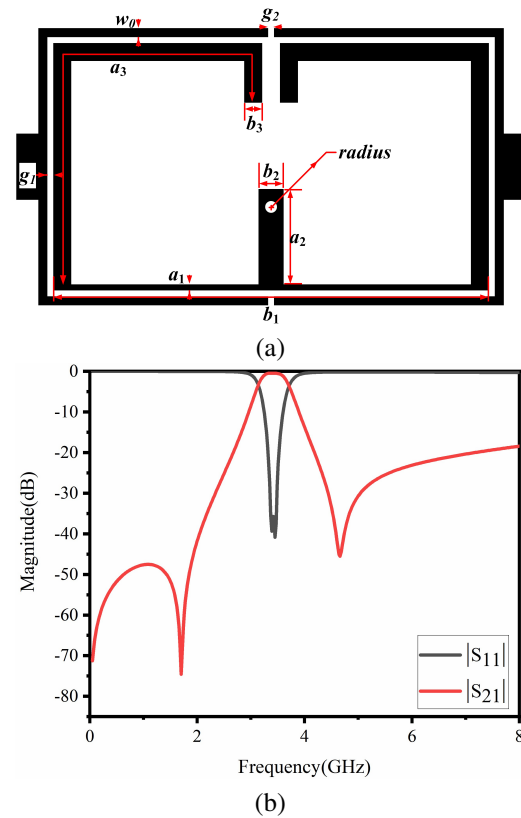 g2
w0
a3
b3
radius
b2
g1
a2
a1
b1
(a)
0
-10
-20
-30
-40
-50
-60
-70
-80
Magnitude(dB)
|S11|
|S21|
0 2 4 6 8
Frequency(GHz)
(b)